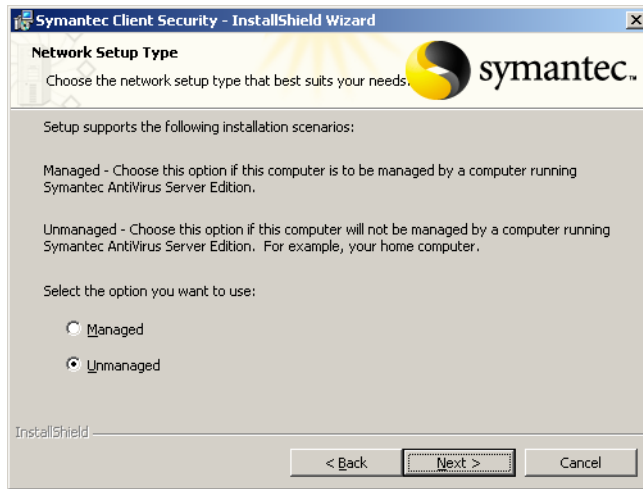 Symantec Client Security - InstallShield Wizard
Network Setup Type
Choose the network setup type that best suits your needs.
symantec.
Setup supports the following installation scenarios:
Managed - Choose this option if this computer is to be managed by a computer running
Symantec AntiVirus Server Edition.
Unmanaged - Choose this option if this computer will not be managed by a computer running
Symantec AntiVirus Server Edition. For example, your home computer.
Select the option you want to use:
Managed
Unmanaged
InstallShield
< Back
Next >
Cancel